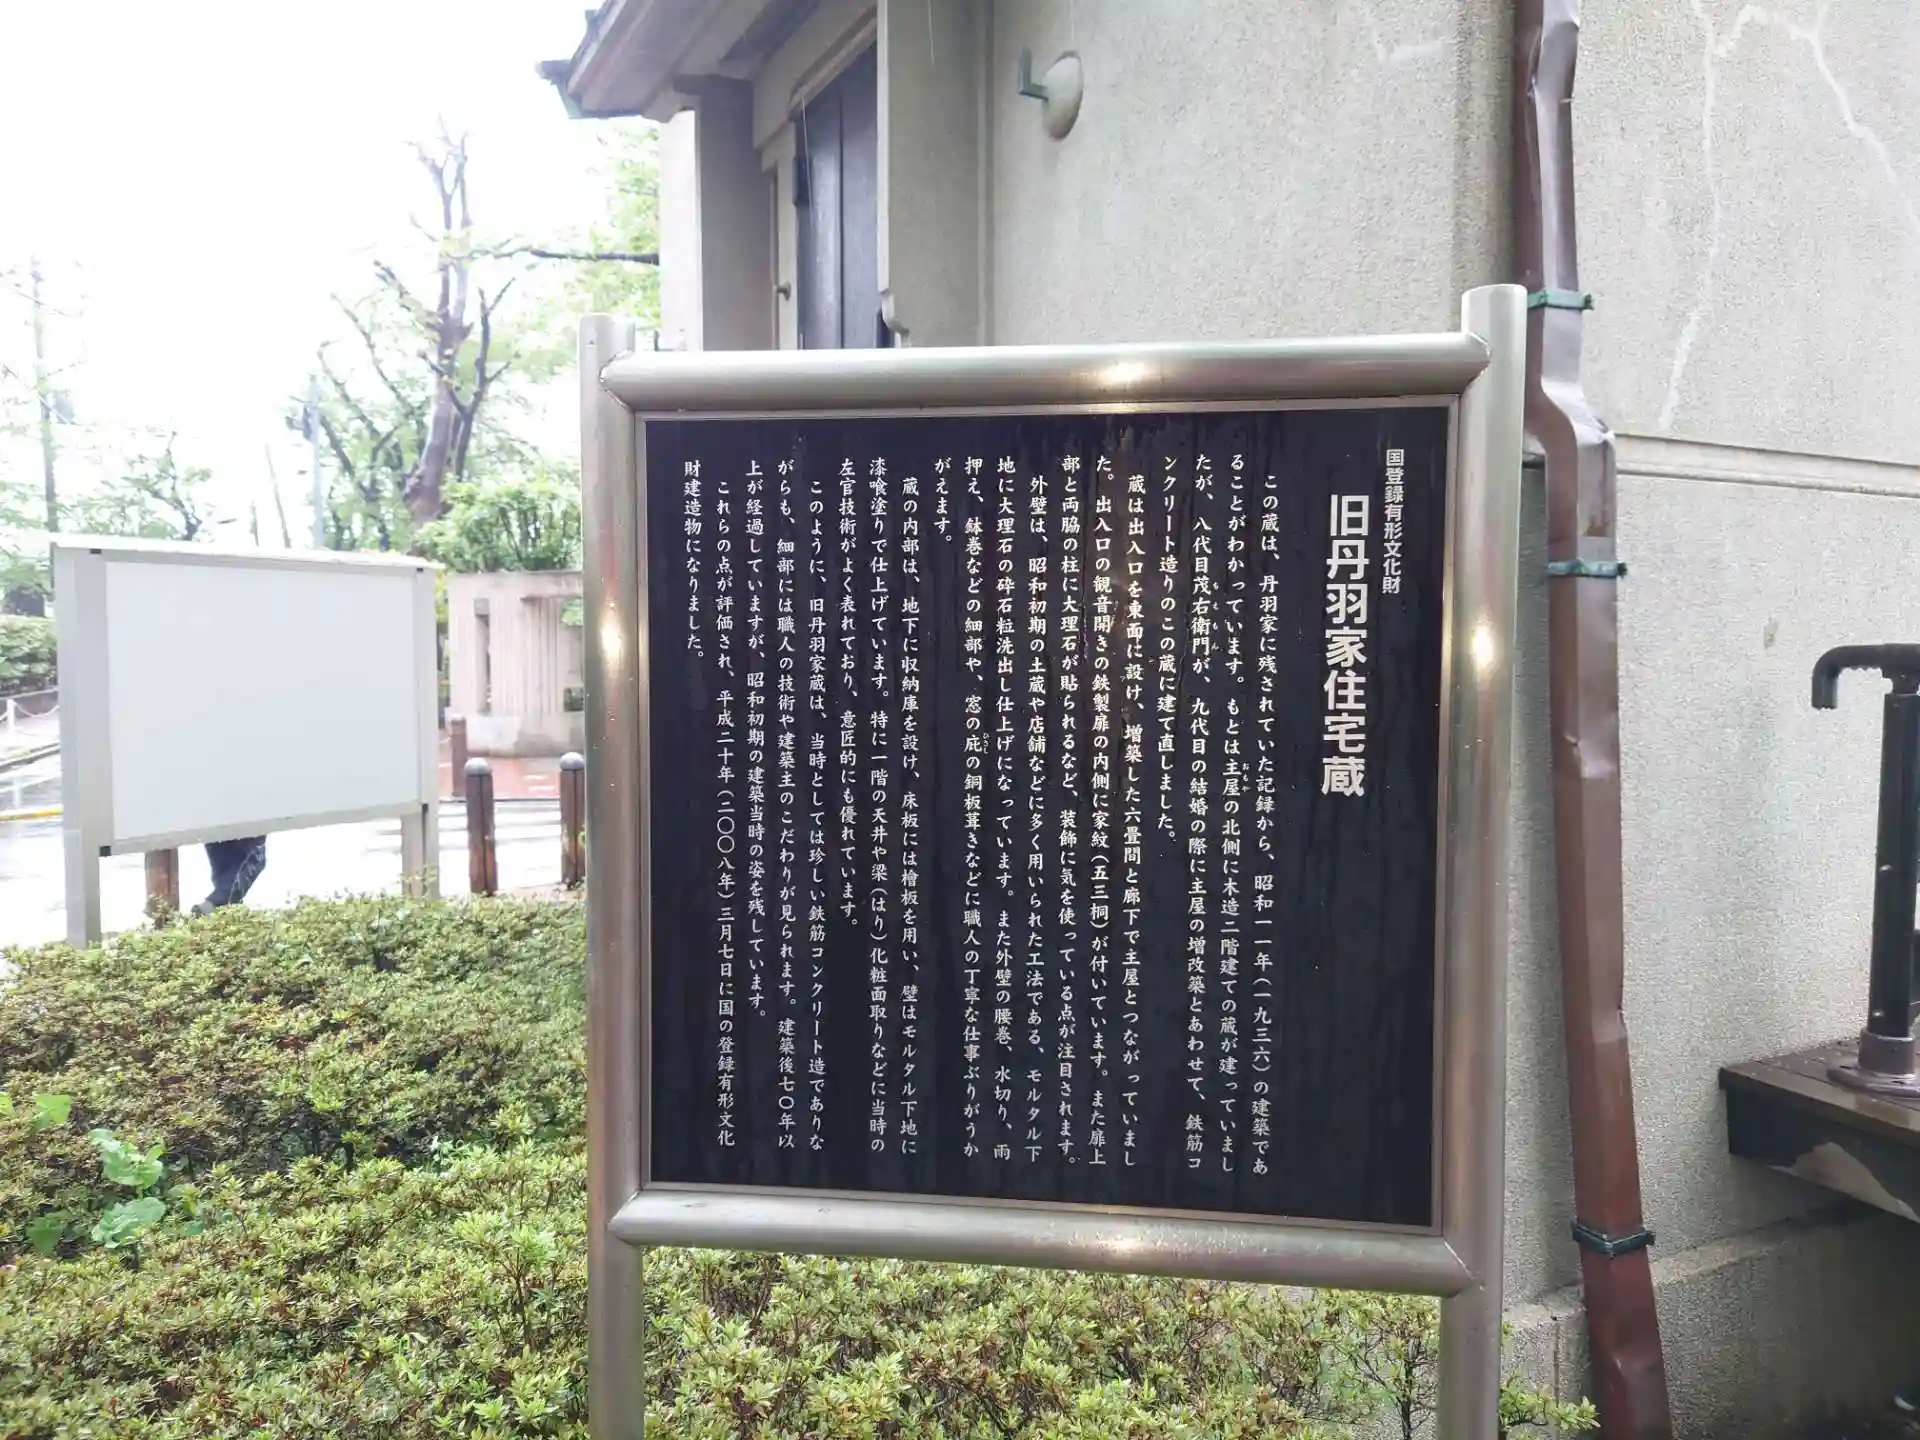 国登録有形文化財
旧丹羽家住宅蔵
この蔵は、丹羽家に残されていた記録から、昭和一一年(一九三六)の建築であ
ることがわかっています。もとは主屋の北側に木造二階建ての蔵が建っていまし
おもや
たが、八代目茂右衛門が、九代目の結婚の際に主屋の増改築とあわせて、鉄筋コ
ももえもん
ンクリート造りのこの蔵に建て直しました。
蔵は出入口を東面に設け、増築した六畳間と廊下で主屋とつながっていまし
た。出入口の観音開きの鉄製扉の内側に家紋(五三桐)が付いています。また扉上
部と両脇の柱に大理石が貼られるなど、装飾に気を使っている点が注目されます。
外壁は、昭和初期の土蔵や店舗などに多く用いられた工法である、モルタル下
地に大理石の砕石粒洗出し仕上げになっています。また外壁の腰巻、水切り、雨
押え、鉢巻などの細部や、窓の庇の銅板葺きなどに職人の丁寧な仕事ぶりがうか
ひさし
がえます。
蔵の内部は、地下に収納庫を設け、床板には檜板を用い、壁はモルタル下地に
漆喰塗りで仕上げています。特に一階の天井や梁(はり)化粧面取りなどに当時の
左官技術がよく表れており、意匠的にも優れています。
このように、旧丹羽家蔵は、当時としては珍しい鉄筋コンクリート造でありな
がらも、細部には職人の技術や建築主のこだわりが見られます。建築後七〇年以
上が経過していますが、昭和初期の建築当時の姿を残しています。
これらの点が評価され、平成二十年(二〇〇八年)三月七日に国の登録有形文化
財建造物になりました。